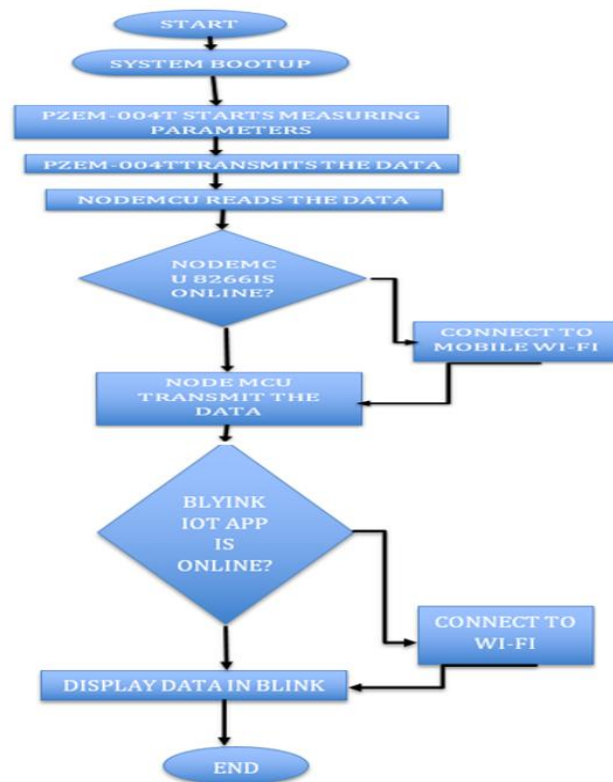 START
SYSTEM BOOTUP
PZEM-004T STARTS MEASURING
PARAMETERS
PZEM-004TTRANSMITS THE DATA
NODEMCU READS THE DATA
NODEMC
U 8266IS
ONLINE?
CONNECT TO
MOBILE WI-FI
NODE MCU
TRANSMIT THE
DATA
BLYINK
IOT APP
IS
ONLINE?
CONNECT TO
WI-FI
DISPLAY DATA IN BLINK
END